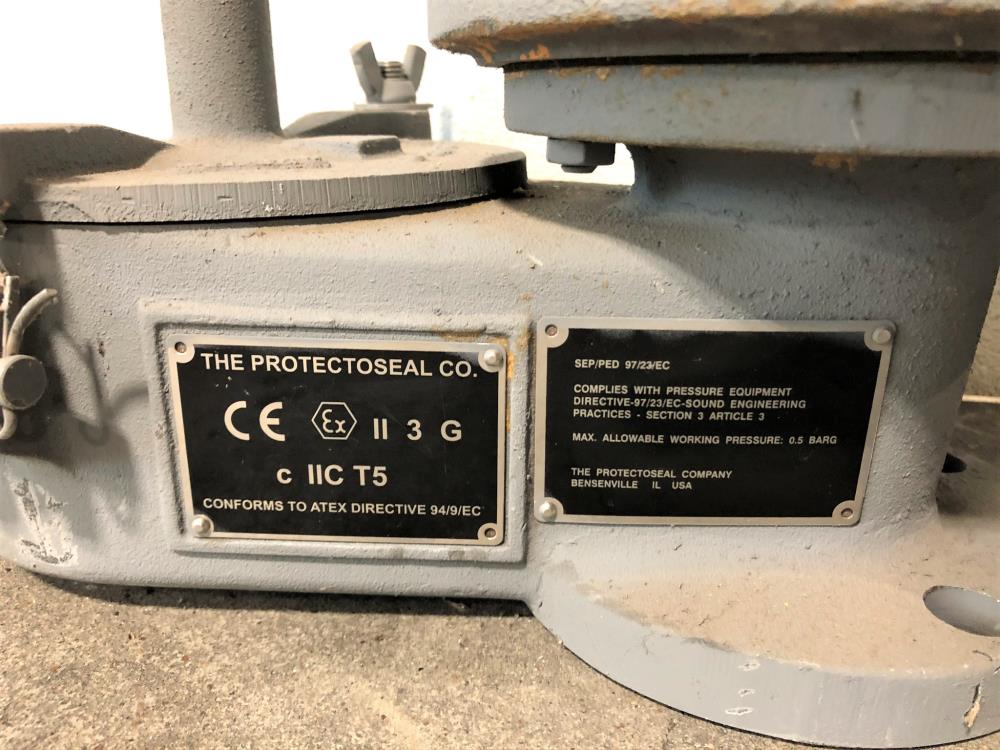 THE PROTECTOSEAL CO.
CE Ex II 3 G
c IIC T5
CONFORMS TO ATEX DIRECTIVE 94/9/EC
SEP/PED 97/23/EC
COMPLIES WITH PRESSURE EQUIPMENT
DIRECTIVE-97/23/EC-SOUND ENGINEERING
PRACTICES - SECTION 3 ARTICLE 3
MAX. ALLOWABLE WORKING PRESSURE: 0.5 BARG
THE PROTECTOSEAL COMPANY
BENSENVILLE IL USA